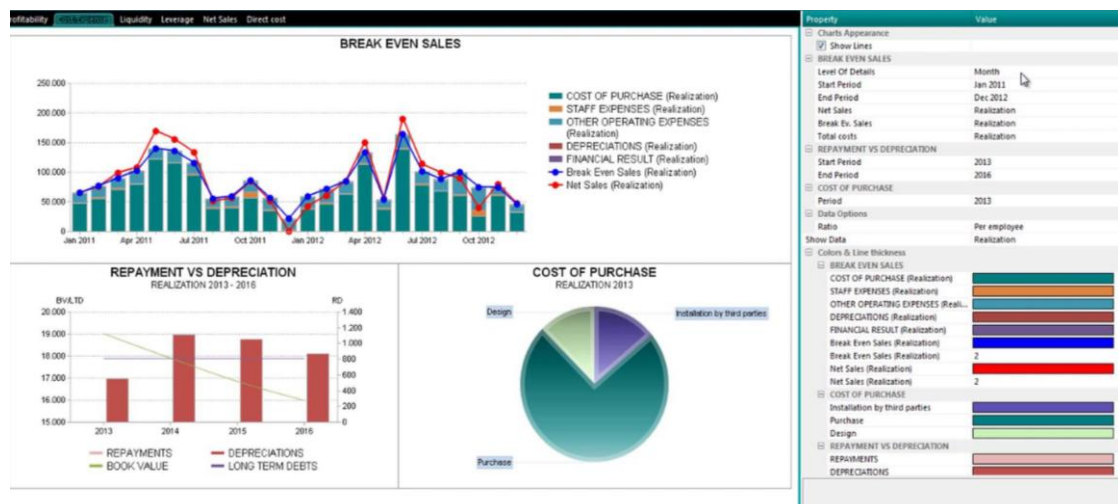 ofitability Liquidity Leverage Net Sales Direct cost
BREAK EVEN SALES
250.000
200.000
150.000
100.000
50.000
0
Jan 2011 Apr 2011 Jul 2011 Oct 2011 Jan 2012 Apr 2012 Jul 2012 Oct 2012
COST OF PURCHASE (Realization)
STAFF EXPENSES (Realization)
OTHER OPERATING EXPENSES
(Realization)
DEPRECIATIONS (Realization)
FINANCIAL RESULT (Realization)
Break Even Sales (Realization)
Net Sales (Realization)
REPAYMENT VS DEPRECIATION
REALIZATION 2013 - 2016
BV/LTD RD
20.000 1.400
19.000 1.200
18.000 1.000
17.000 800
16.000 600
15.000 400
200
0
2013 2014 2015 2016
REPAYMENTS DEPRECIATIONS
BOOK VALUE LONG TERM DEBTS
COST OF PURCHASE
REALIZATION 2013
Design
Installation by third parties
Purchase
Property Value
Charts Appearance
Show Lines
BREAK EVEN SALES
Level Of Details Month
Start Period Jan 2011
End Period Dec 2012
Net Sales Realization
Break Ev. Sales Realization
Total costs Realization
REPAYMENT VS DEPRECIATION
Start Period 2013
End Period 2016
COST OF PURCHASE
Period 2013
Data Options
Ratio Per employee
Show Data Realization
Colors & Line thickness
BREAK EVEN SALES
COST OF PURCHASE (Realization)
STAFF EXPENSES (Realization)
OTHER OPERATING EXPENSES (Reali...
DEPRECIATIONS (Realization)
FINANCIAL RESULT (Realization)
Break Even Sales (Realization)
Break Even Sales (Realization) 2
Net Sales (Realization)
Net Sales (Realization) 2
COST OF PURCHASE
Installation by third parties
Purchase
Design
REPAYMENT VS DEPRECIATION
REPAYMENTS
DEPRECIATIONS